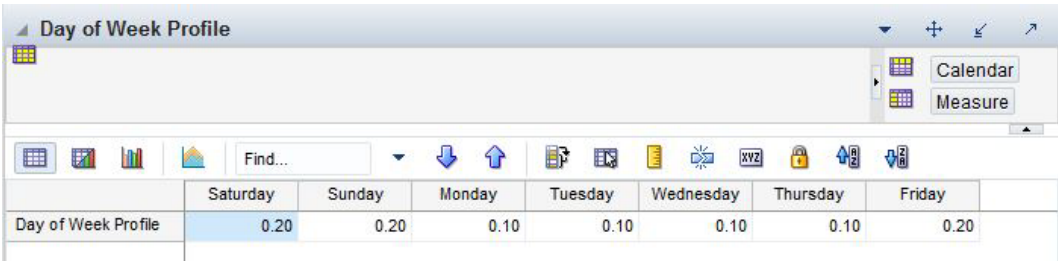 Day of Week Profile
Calendar
Measure
Find...
XYZ
Saturday Sunday Monday Tuesday Wednesday Thursday Friday
Day of Week Profile 0.20 0.20 0.10 0.10 0.10 0.10 0.20